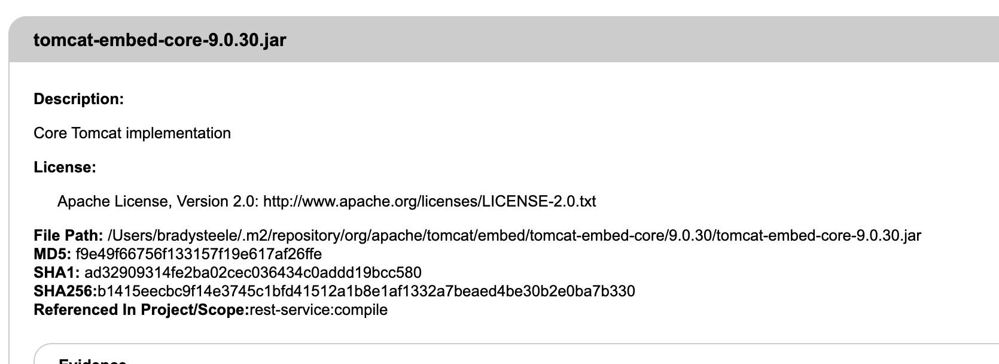 tomcat-embed-core-9.0.30.jar
Description:
Core Tomcat implementation
License:
Apache License, Version 2.0: http://www.apache.org/licenses/LICENSE-2.0.txt
File Path: /Users/bradysteele/.m2/repository/org/apache/tomcat/embed/tomcat-embed-core/9.0.30/tomcat-embed-core-9.0.30.jar
MD5: f9e49f66756f133157f19e617af26ffe
SHA1: ad32909314fe2ba02cec036434c0addd19bcc580
SHA256:b1415eecbc9f14e3745c1bfd41512a1b8e1af1332a7beaed4be30b2e0ba7b330
Referenced In Project/Scope:rest-service:compile
Evidence